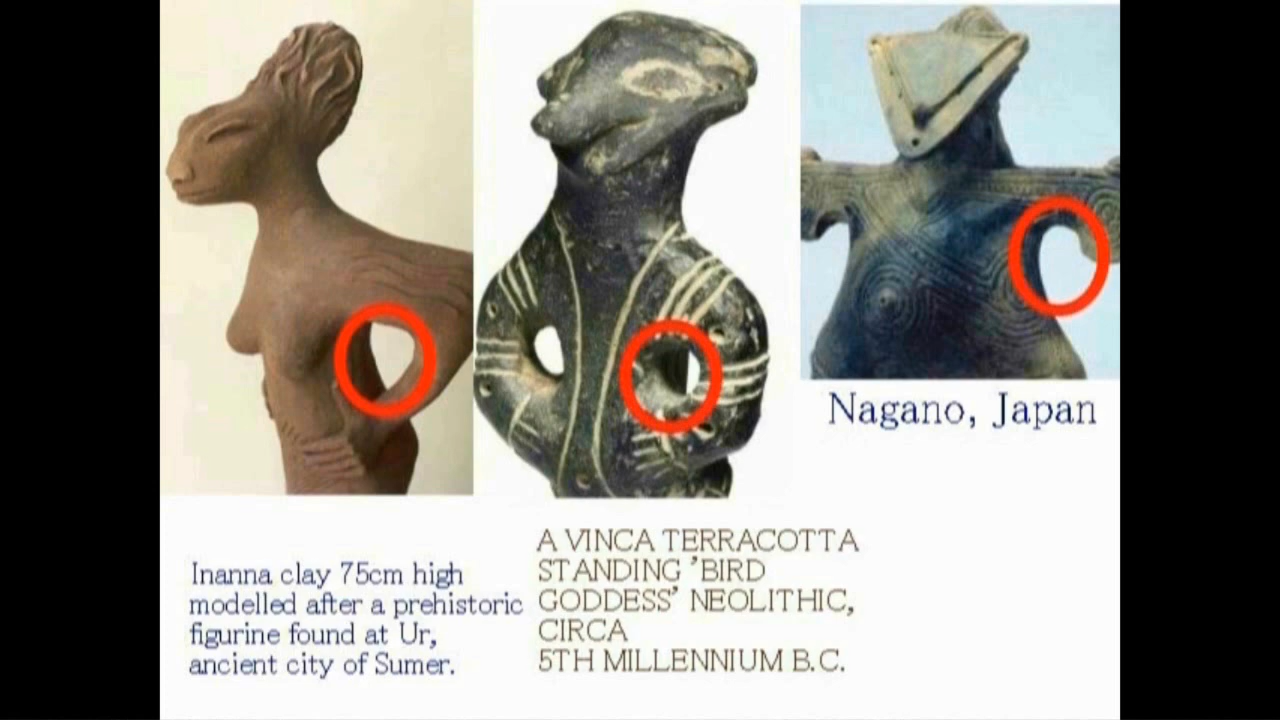 Nagano, Japan
Inanna clay 75cm high
modelled after a prehistoric
figurine found at Ur,
ancient city of Sumer.
A VINCA TERRACOTTA
STANDING 'BIRD
GODDESS' NEOLITHIC,
CIRCA
5TH MILLENNIUM B.C.